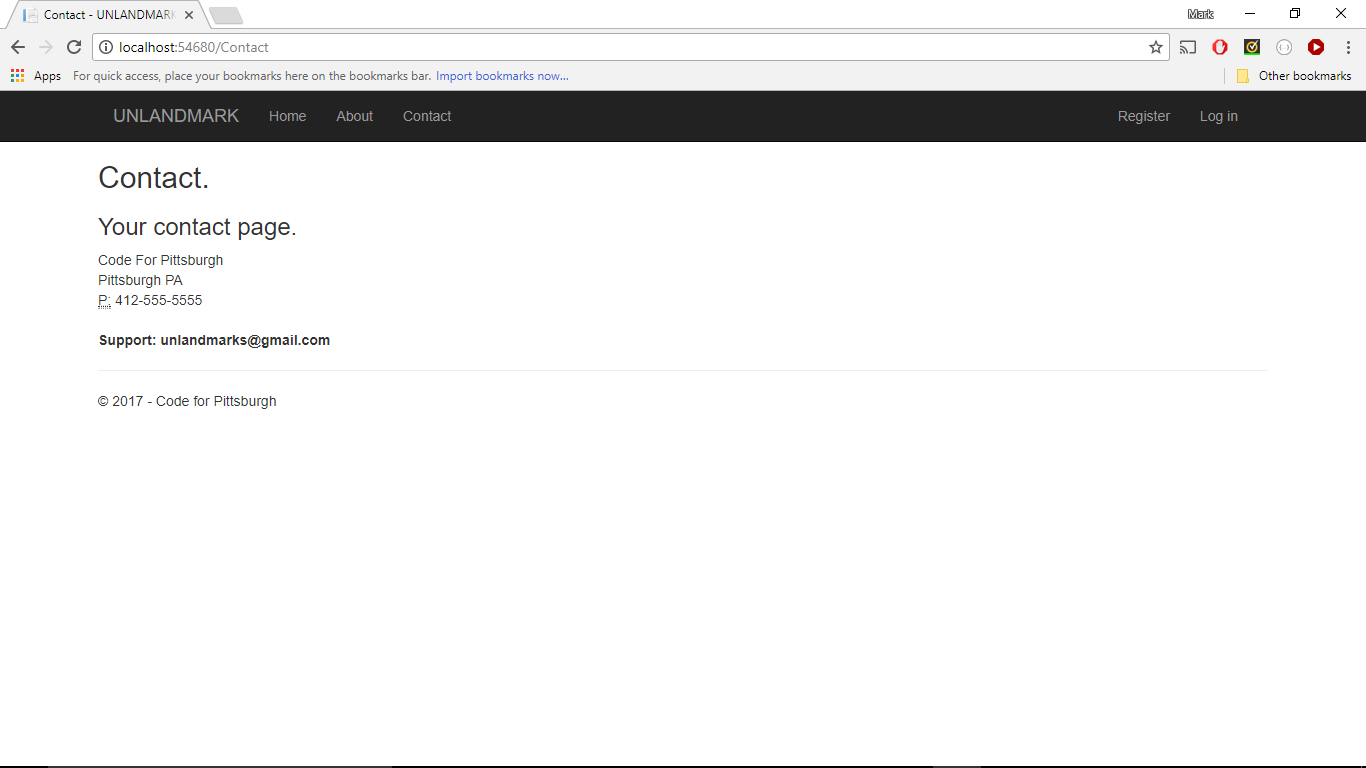 Contact - UNLANDMARK
Mark
localhost:54680/Contact
Apps For quick access, place your bookmarks here on the bookmarks bar. Import bookmarks now... Other bookmarks
UNLANDMARK Home About Contact Register Log in
Contact.
Your contact page.
Code For Pittsburgh
Pittsburgh PA
P: 412-555-5555
Support: unlandmarks@gmail.com
© 2017 - Code for Pittsburgh